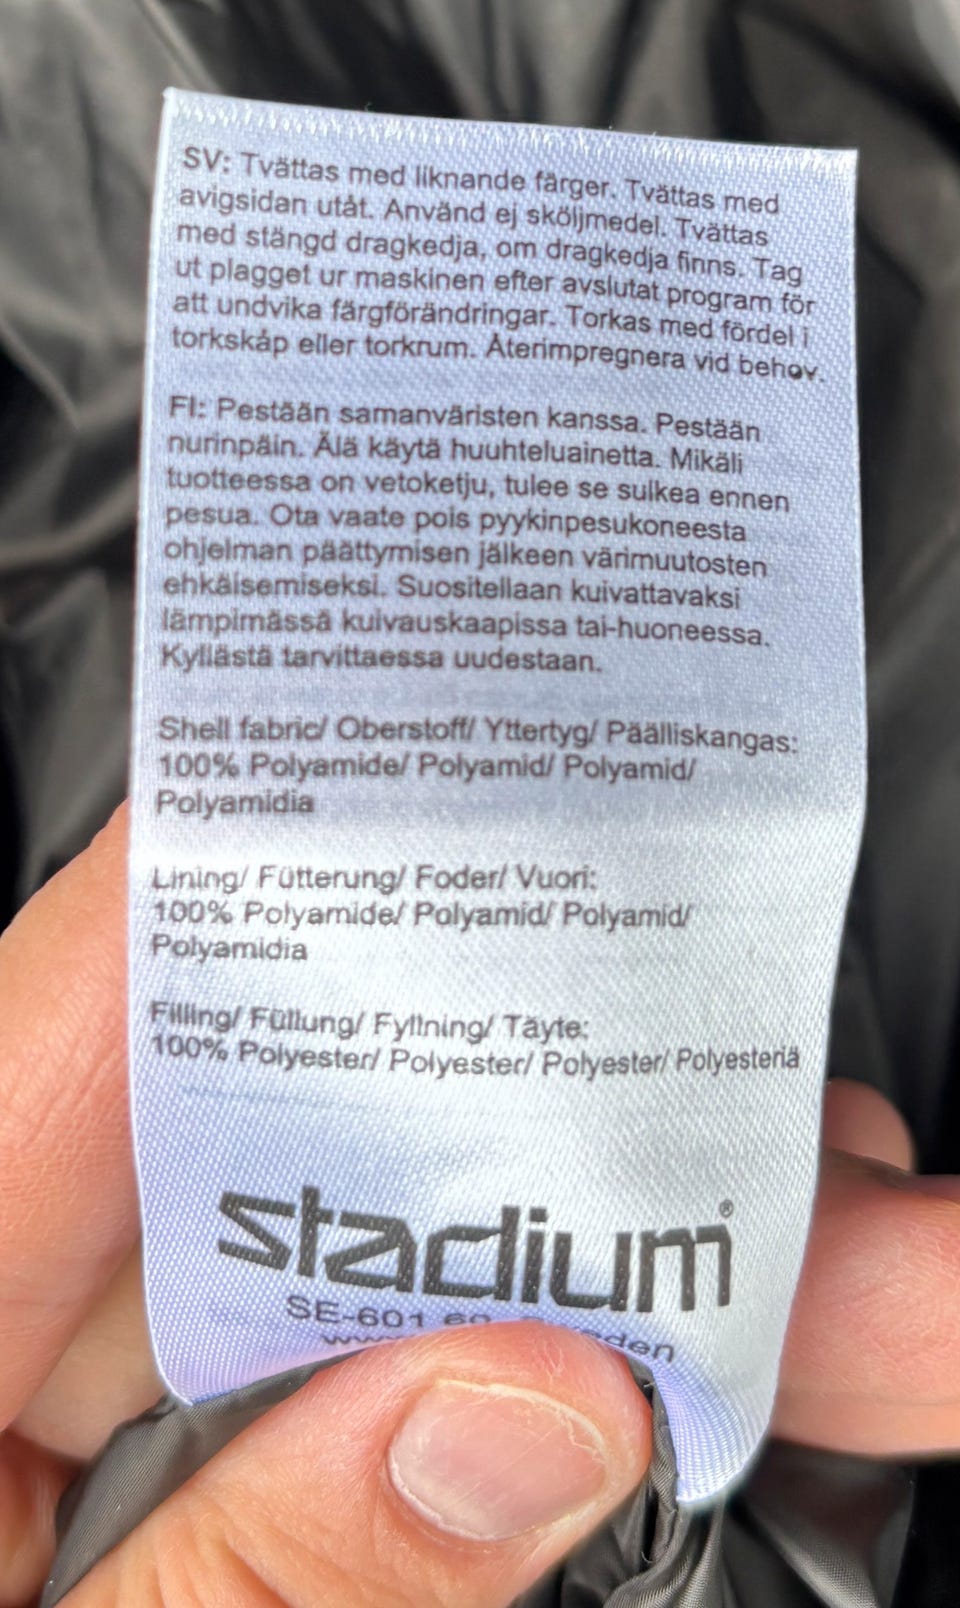 SV: Tvättas med liknande färger. Tvättas med
avigsidan utåt. Använd ej sköljmedel. Tvättas
med stängd dragkedja, om dragkedja finns. Tag
ut plagget ur maskinen efter avslutat program för
att undvika färgförändringar. Torkas med fördel i
torkskåp eller torkrum. Återimpregnera vid behov.
FI: Pestään samanväristen kanssa. Pestään
nurinpäin. Älä käytä huuhteluainetta. Mikäli
tuotteessa on vetoketju, tulee se sulkea ennen
pesua. Ota vaate pois pyykinpesukoneesta
ohjelman päättymisen jälkeen värimuutosten
ehkäisemiseksi. Suositellaan kuivattavaksi
lämpimässä kuivauskaapissa tai-huoneessa.
Kyllästä tarvittaessa uudestaan.
Shell fabric/ Oberstoff/ Yttertyg/ Päälliskangas:
100% Polyamide/ Polyamid/ Polyamid/
Polyamidia
Lining/ Fütterung/ Foder/ Vuori:
100% Polyamide/ Polyamid/ Polyamid/
Polyamidia
Filling/ Füllung/ Fyllning/ Täyte:
100% Polyester/ Polyester/ Polyester/ Polyesteriä
stadium®
SE-601